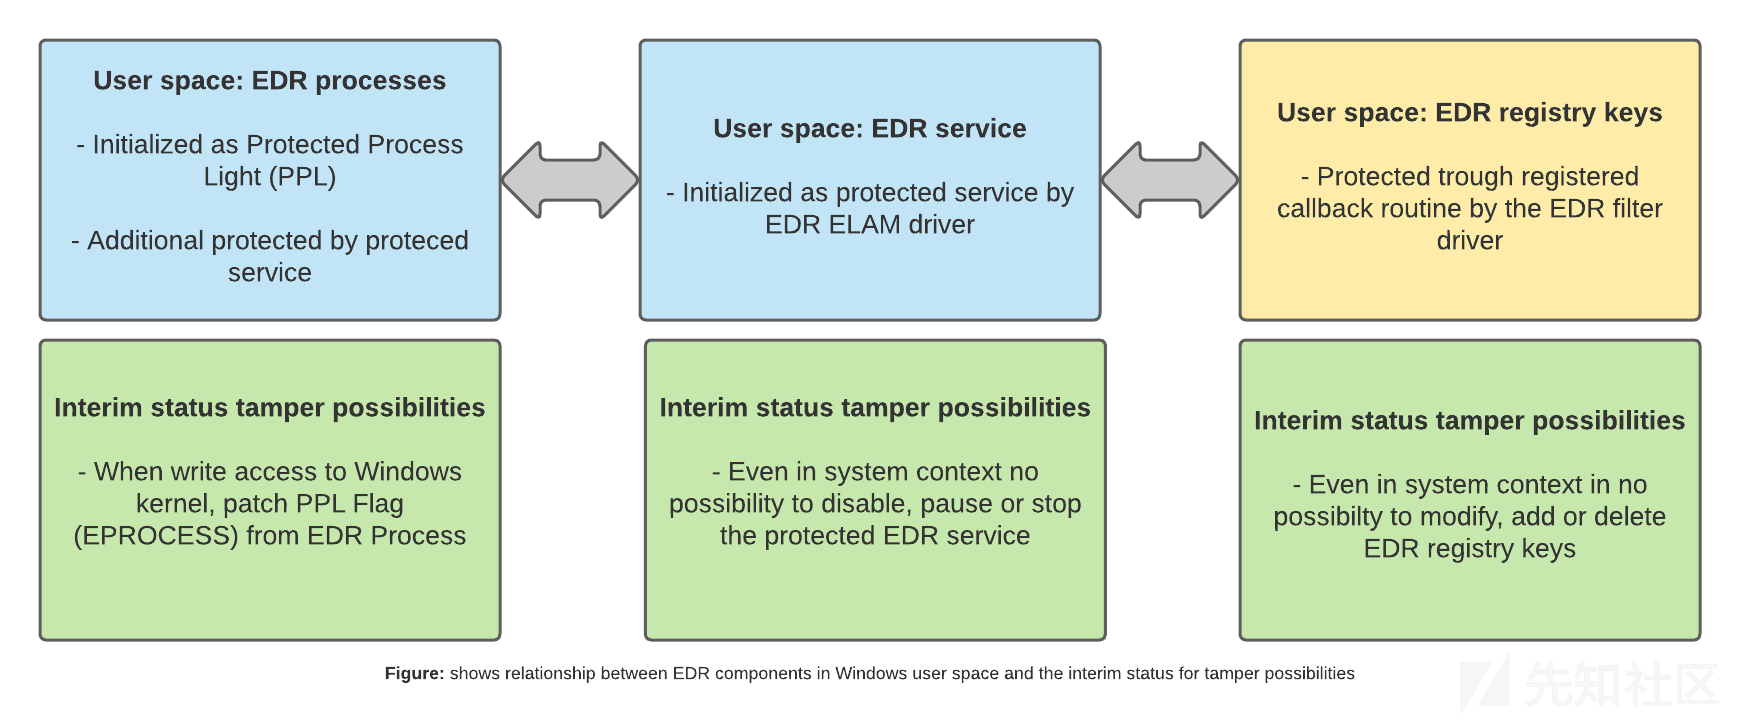 User space: EDR processes
- Initialized as Protected Process
Light (PPL)
- Additional protected by proteced
service
User space: EDR service
- Initialized as protected service by
EDR ELAM driver
User space: EDR registry keys
- Protected trough registered
callback routine by the EDR filter
driver
Interim status tamper possibilities
- When write access to Windows
kernel, patch PPL Flag
(EPROCESS) from EDR Process
Interim status tamper possibilities
- Even in system context no
possibility to disable, pause or stop
the protected EDR service
Interim status tamper possibilities
- Even in system context in no
possibilty to modify, add or delete
EDR registry keys
Figure: shows relationship between EDR components in Windows user space and the interim status for tamper possibilities
先知社区